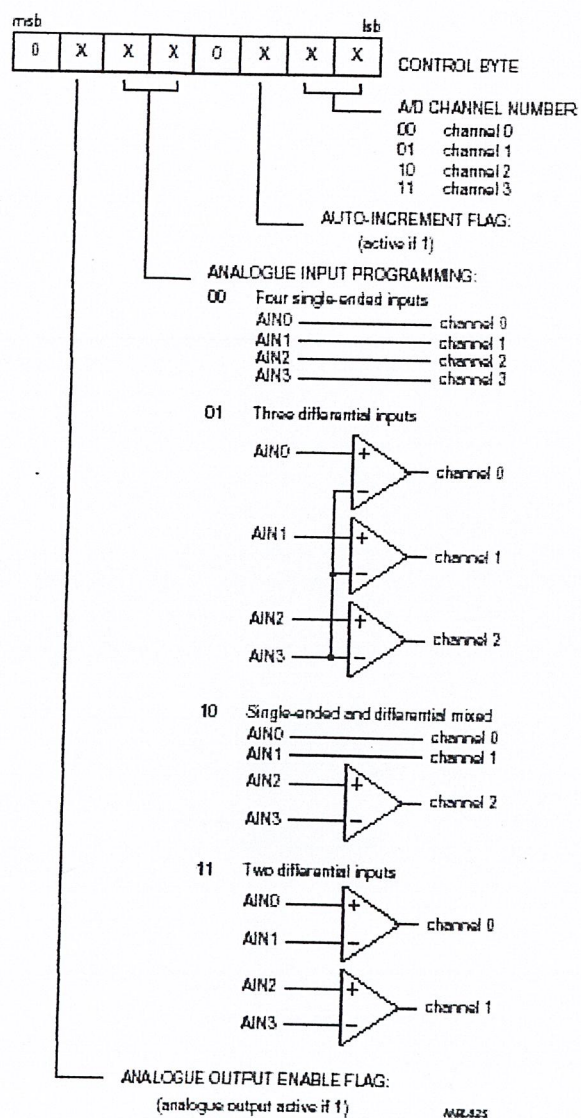 msb lsb
0 X X X 0 X X X CONTROL BYTE
A/D CHANNEL NUMBER:
00 channel 0
01 channel 1
10 channel 2
11 channel 3
AUTO-INCREMENT FLAG:
(active if 1)
ANALOGUE INPUT PROGRAMMING:
00 Four single-ended inputs
AIN0 channel 0
AIN1 channel 1
AIN2 channel 2
AIN3 channel 3
01 Three differential inputs
AIN0 + channel 0
−
AIN1 + channel 1
−
AIN2 + channel 2
AIN3 −
10 Single-ended and differential mixed
AIN0 channel 0
AIN1 channel 1
AIN2 + channel 2
AIN3 −
11 Two differential inputs
AIN0 + channel 0
AIN1 −
AIN2 + channel 1
AIN3 −
ANALOGUE OUTPUT ENABLE FLAG:
(analogue output active if 1)